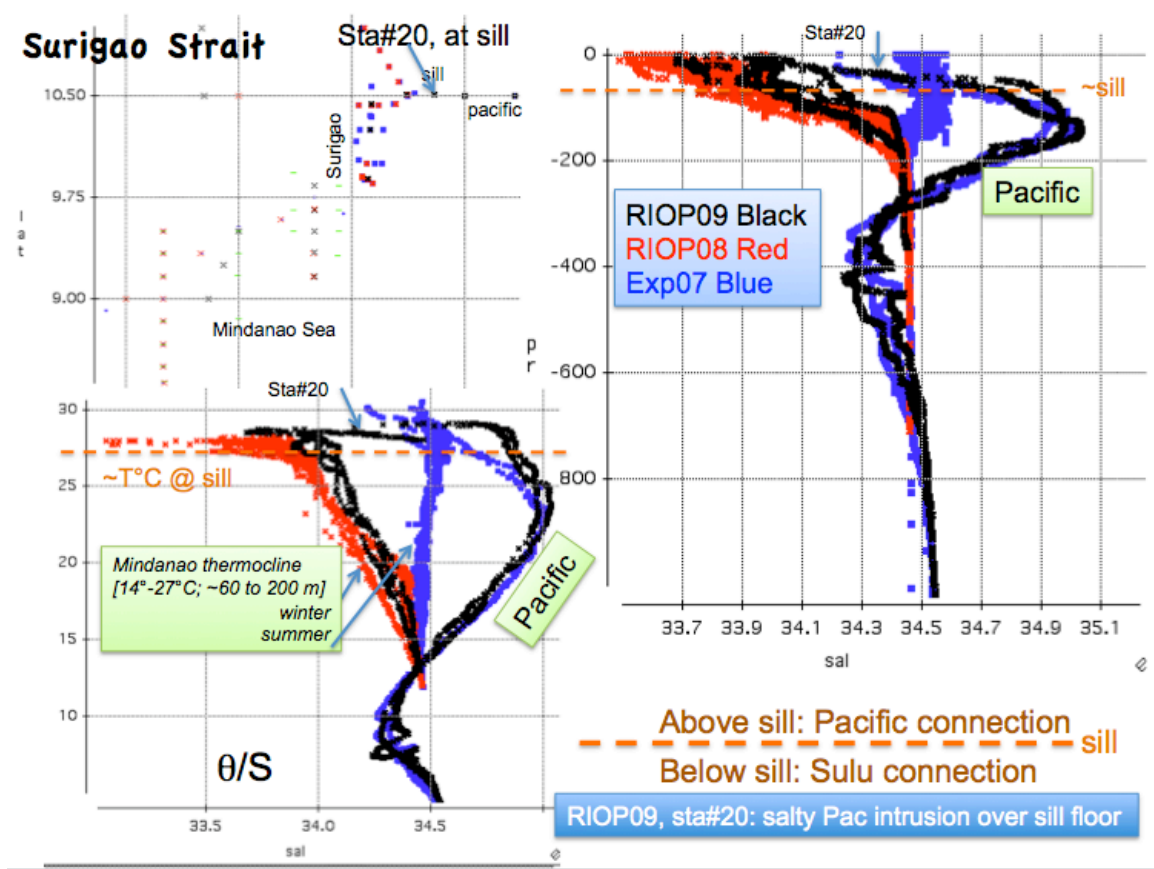 Surigao Strait
Sta#20, at sill
sill
10.50
pacific
Surigao
9.75
l
a
t
9.00
Mindanao Sea
p
r
Sta#20
0
~sill
-200
Pacific
RIOP09 Black
RIOP08 Red
Exp07 Blue
-400
-600
800
33.7 33.9 34.1 34.3 34.5 34.7 34.9 35.1
sal
Sta#20
30
~T°C @ sill
25
20
Mindanao thermocline
[14°-27°C; ~60 to 200 m]
winter
summer
Pacific
15
10
θ/S
33.5 34.0 34.5
sal
Above sill: Pacific connection
sill
Below sill: Sulu connection
RIOP09, sta#20: salty Pac intrusion over sill floor